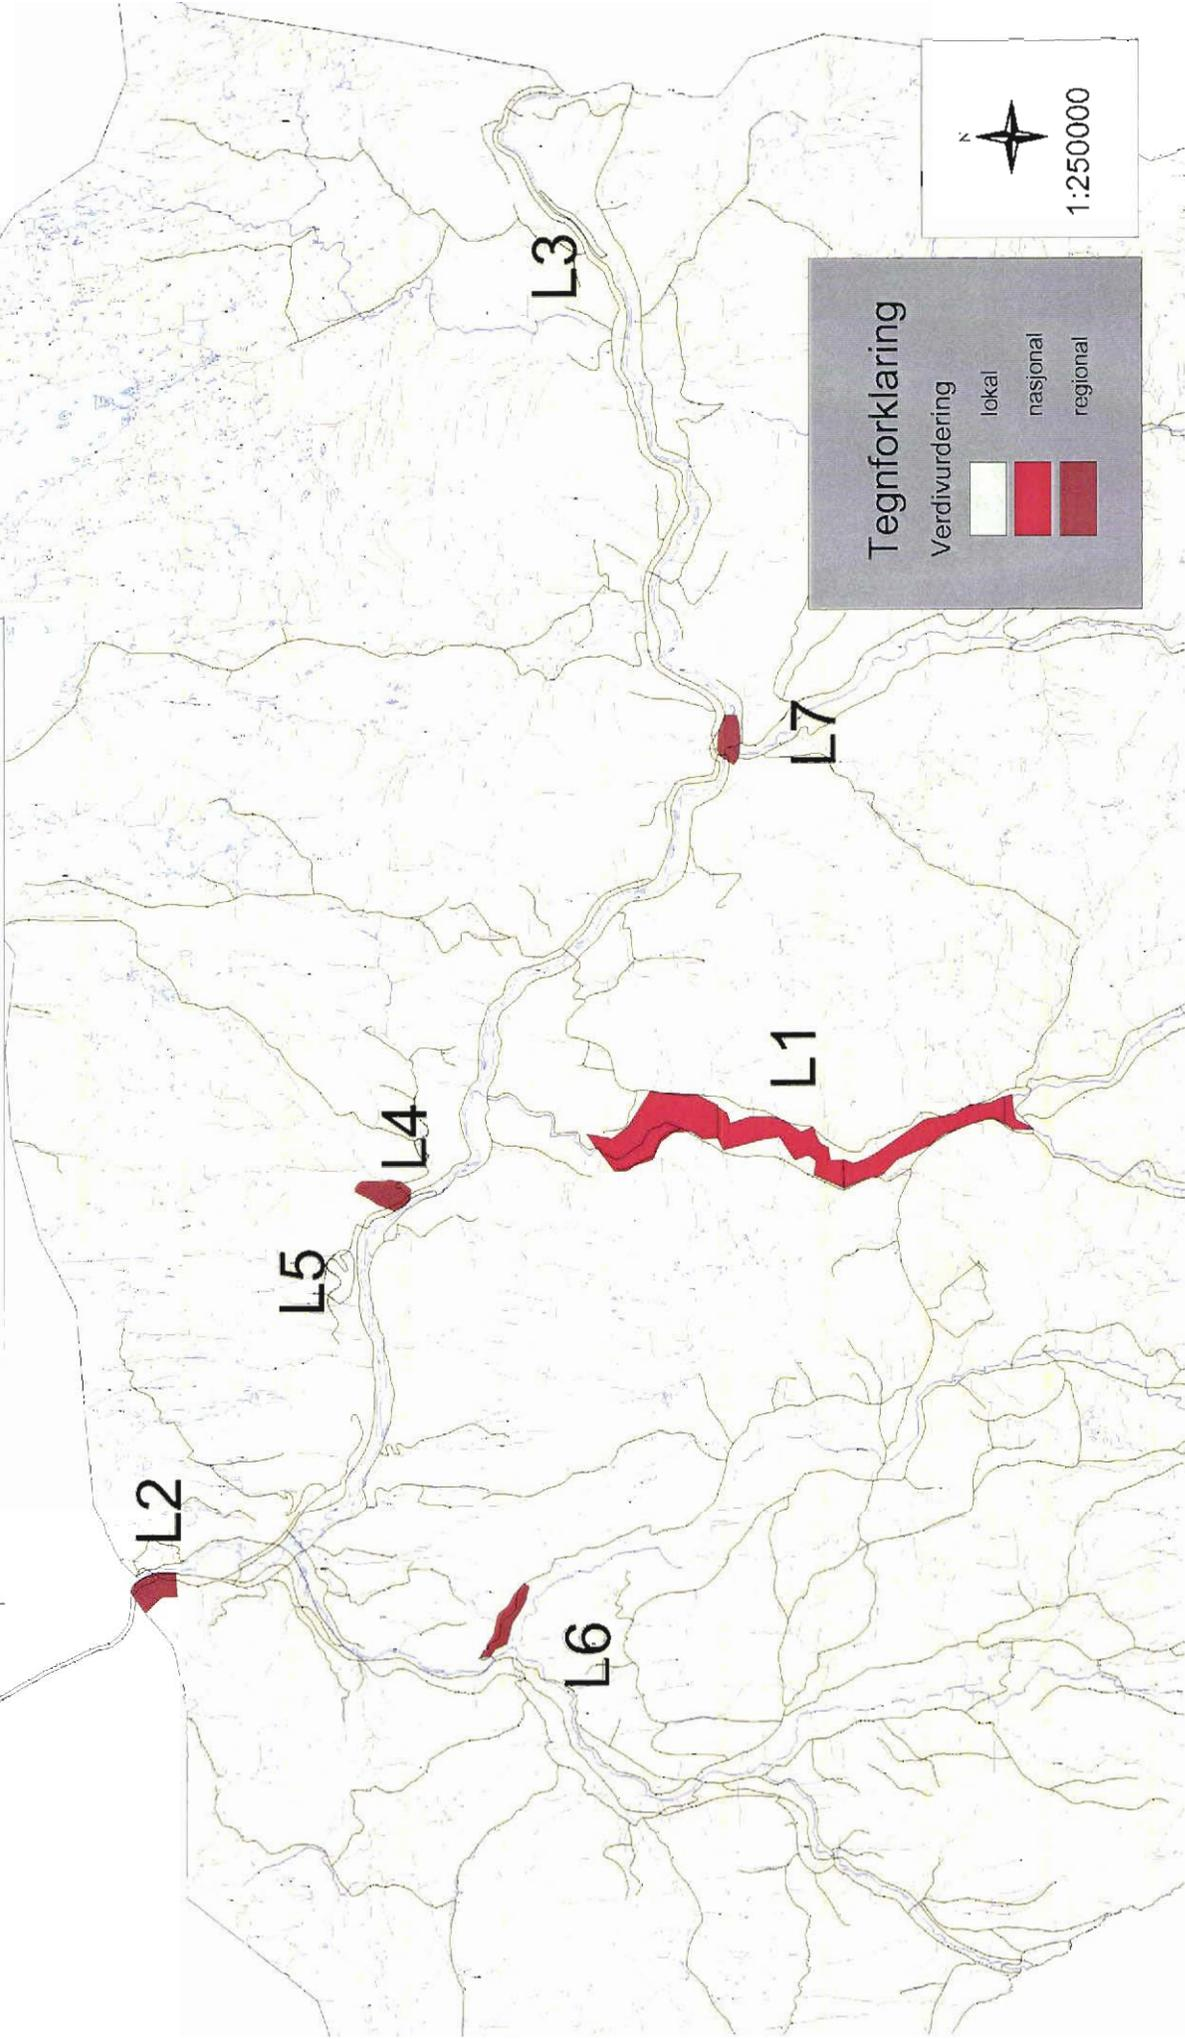 L2
L5
L4
L3
L6
L1
L7
Tegnforklaring
Verdivurdering
lokal
nasjonal
regional
N
1:250000